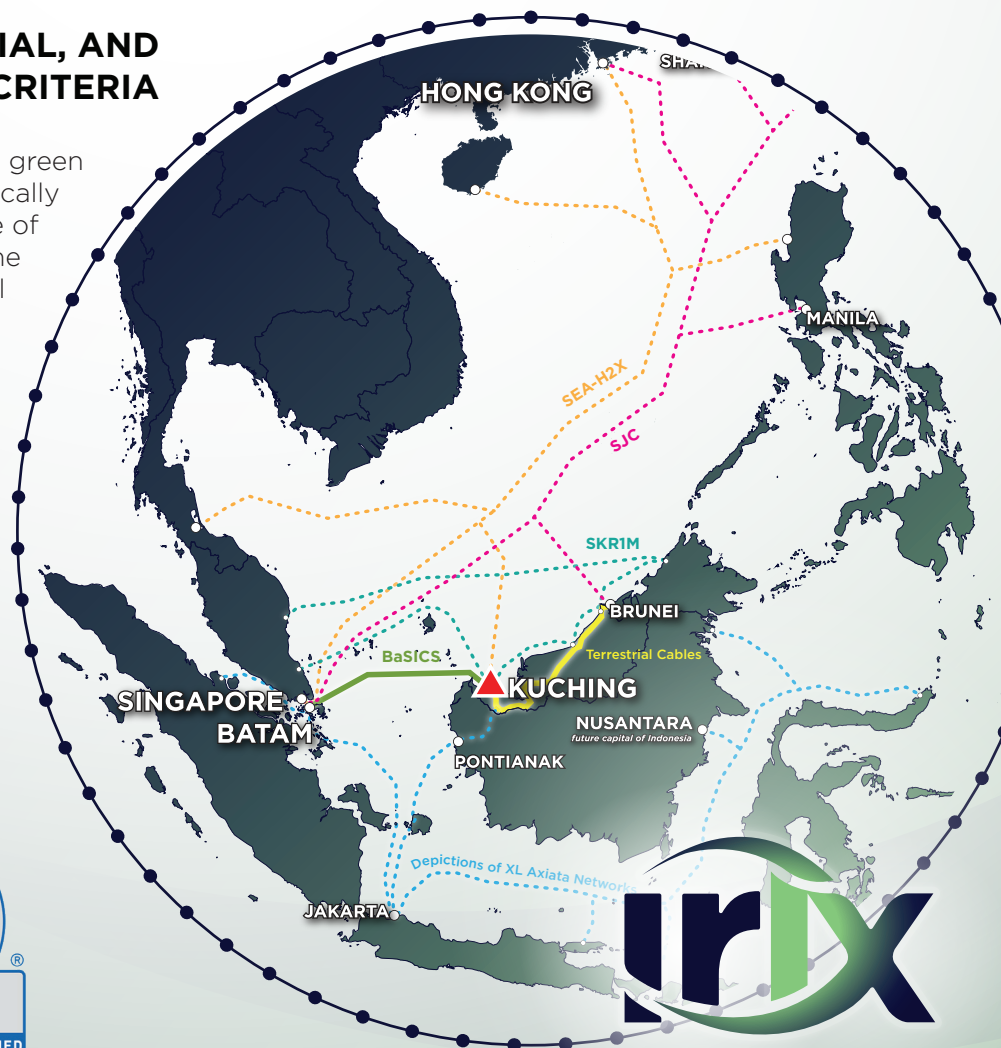 IAL, AND
CRITERIA
green
cally
e of
ne
l
HONG KONG
MANILA
SEA-H2X
SJC
SKR1M
BRUNEI
Terrestrial Cables
BaSICS
KUCHING
SINGAPORE
BATAM
NUSANTARA
future capital of Indonesia
PONTIANAK
Depictions of XL Axiata Networks
JAKARTA
irix
®